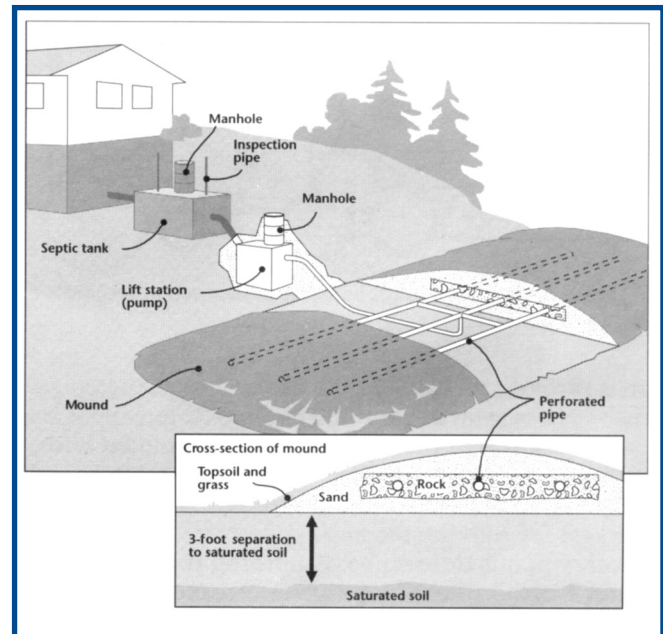 Manhole
Inspection
pipe
Manhole
Septic tank
Lift station
(pump)
Mound
Perforated
pipe
Cross-section of mound
Topsoil and
grass
Sand
Rock
3-foot separation
to saturated soil
Saturated soil